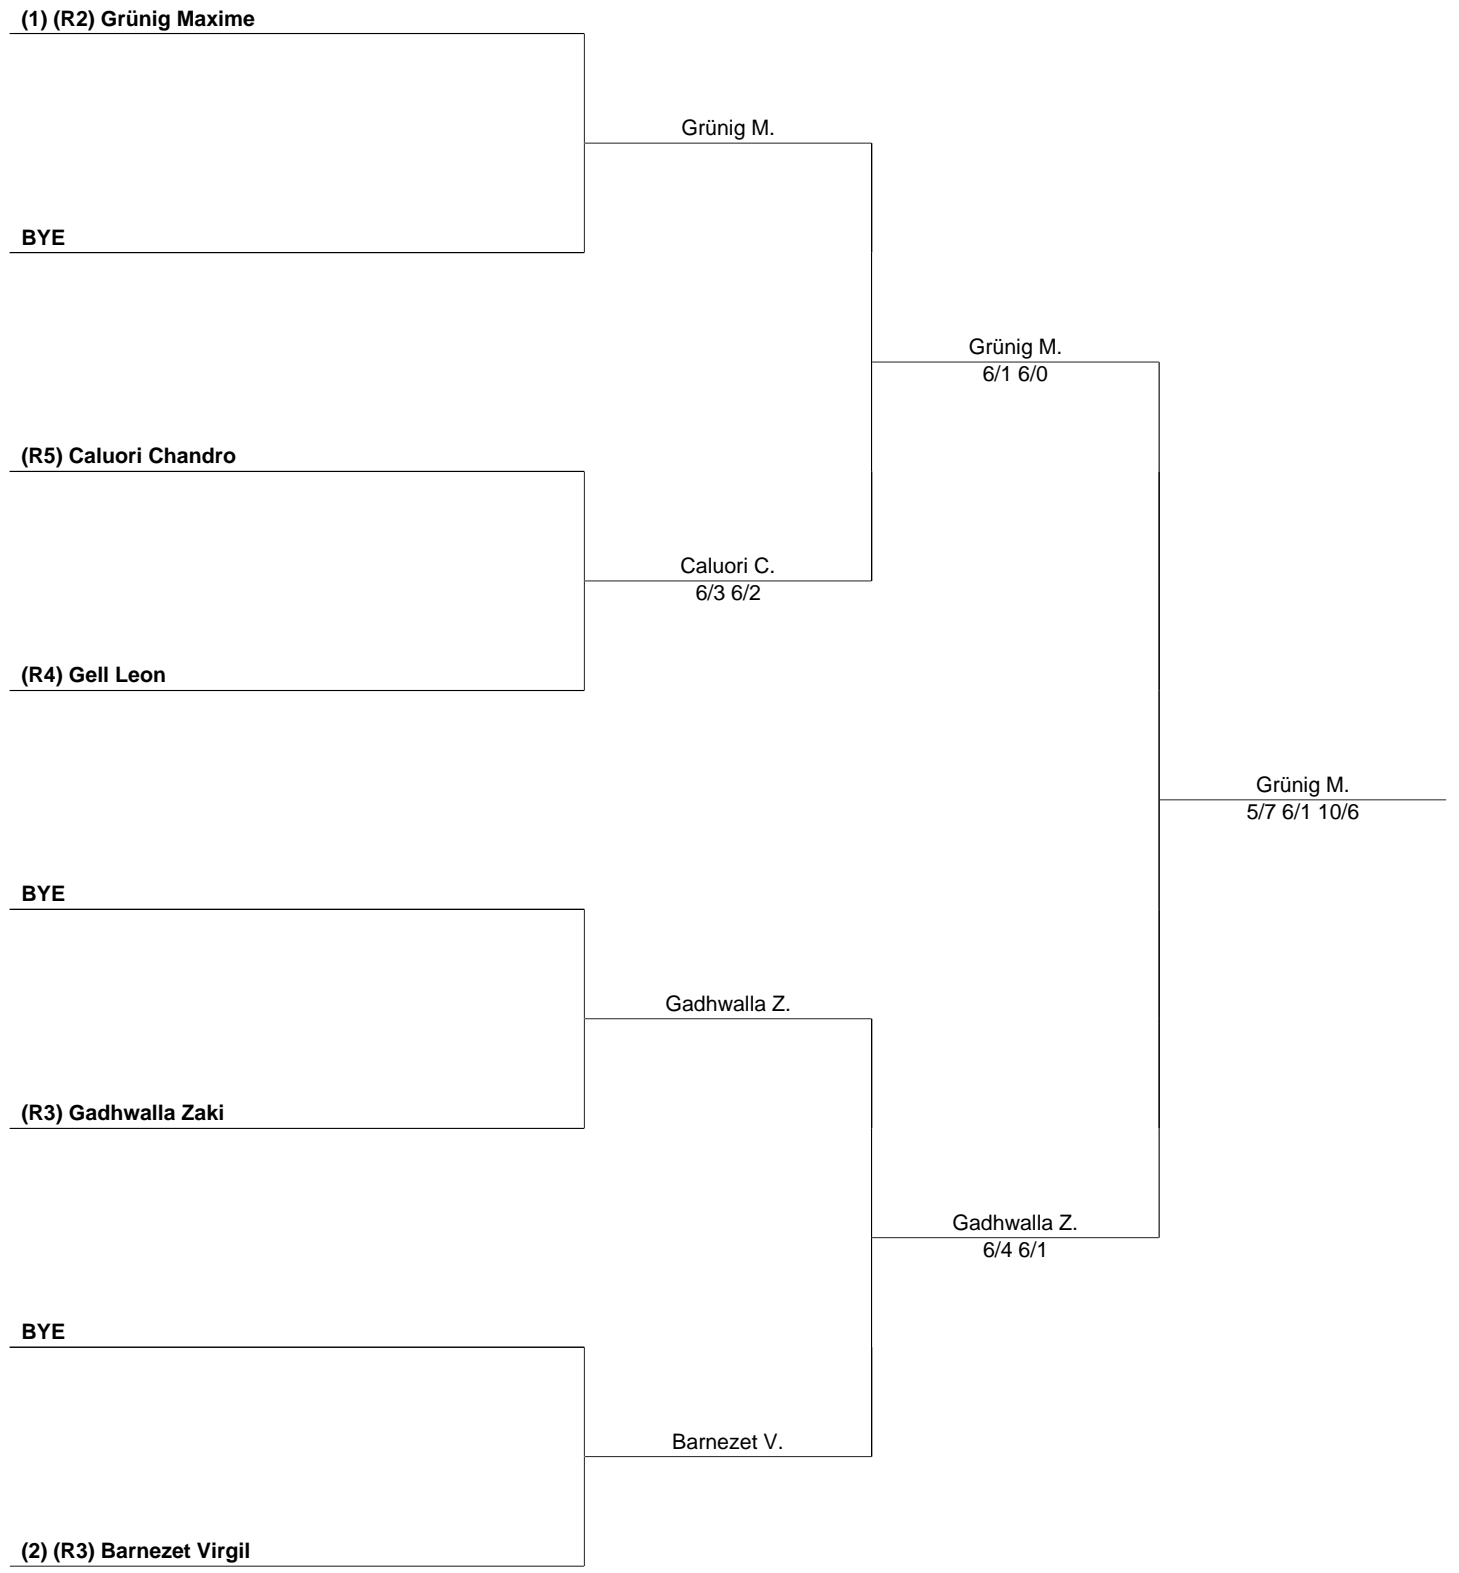 (1) (R2) Grünig Maxime
Grünig M.
BYE
Grünig M.
6/1 6/0
(R5) Caluori Chandro
Caluori C.
6/3 6/2
(R4) Gell Leon
Grünig M.
5/7 6/1 10/6
BYE
Gadhwalla Z.
(R3) Gadhwalla Zaki
Gadhwalla Z.
6/4 6/1
BYE
Barnezet V.
(2) (R3) Barnezet Virgil